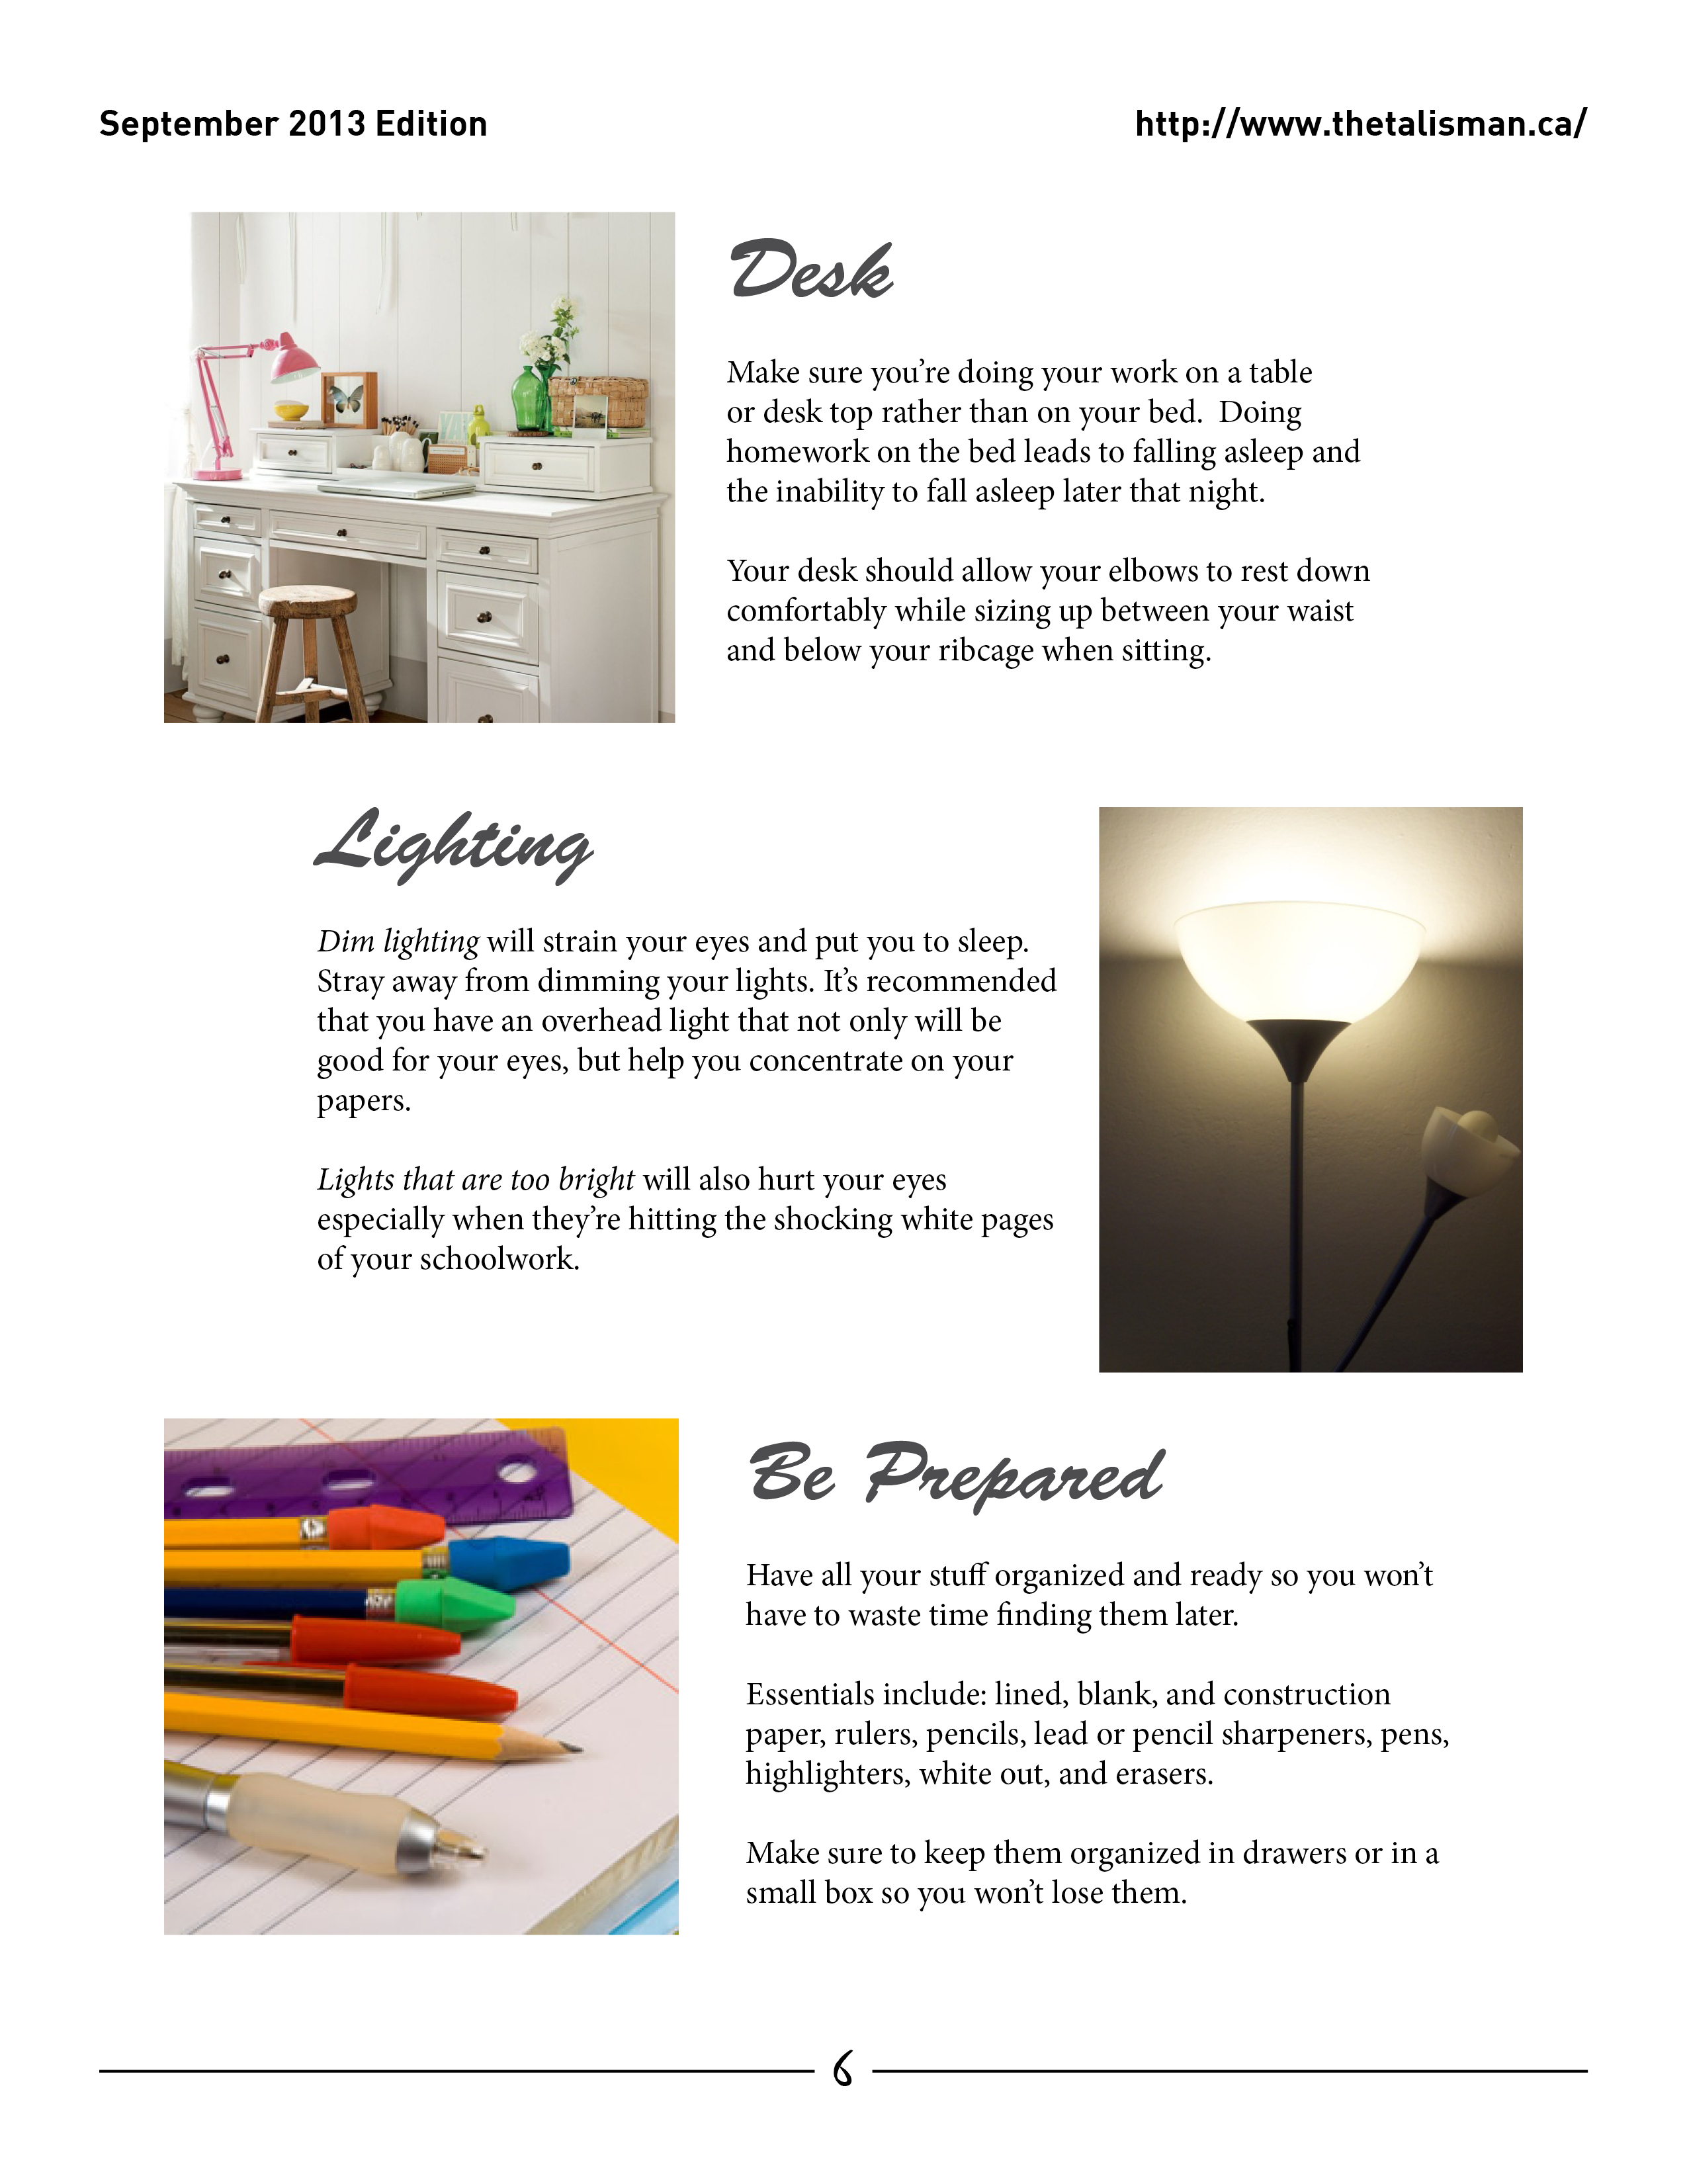 September 2013 Edition
http://www.thetalisman.ca/
Desk
Make sure you’re doing your work on a table
or desk top rather than on your bed.  Doing
homework on the bed leads to falling asleep and
the inability to fall asleep later that night.
Your desk should allow your elbows to rest down
comfortably while sizing up between your waist
and below your ribcage when sitting.
Lighting
Dim lighting will strain your eyes and put you to sleep.
Stray away from dimming your lights. It’s recommended
that you have an overhead light that not only will be
good for your eyes, but help you concentrate on your
papers.
Lights that are too bright will also hurt your eyes
especially when they’re hitting the shocking white pages
of your schoolwork.
Be Prepared
Have all your stuff organized and ready so you won’t
have to waste time finding them later.
Essentials include: lined, blank, and construction
paper, rulers, pencils, lead or pencil sharpeners, pens,
highlighters, white out, and erasers.
Make sure to keep them organized in drawers or in a
small box so you won’t lose them.
6